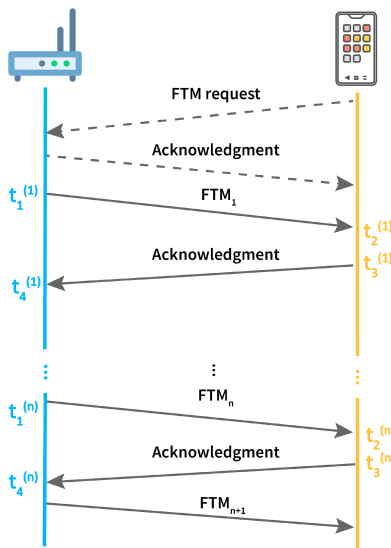 FTM request
Acknowledgment
t₁⁽¹⁾
FTM₁
t₂⁽¹⁾
Acknowledgment
t₃⁽¹⁾
t₄⁽¹⁾
...
...
...
FTMₙ
t₁⁽ⁿ⁾
t₂⁽ⁿ
Acknowledgment
t₃⁽ⁿ
t₄⁽ⁿ⁾
FTMₙ₊₁